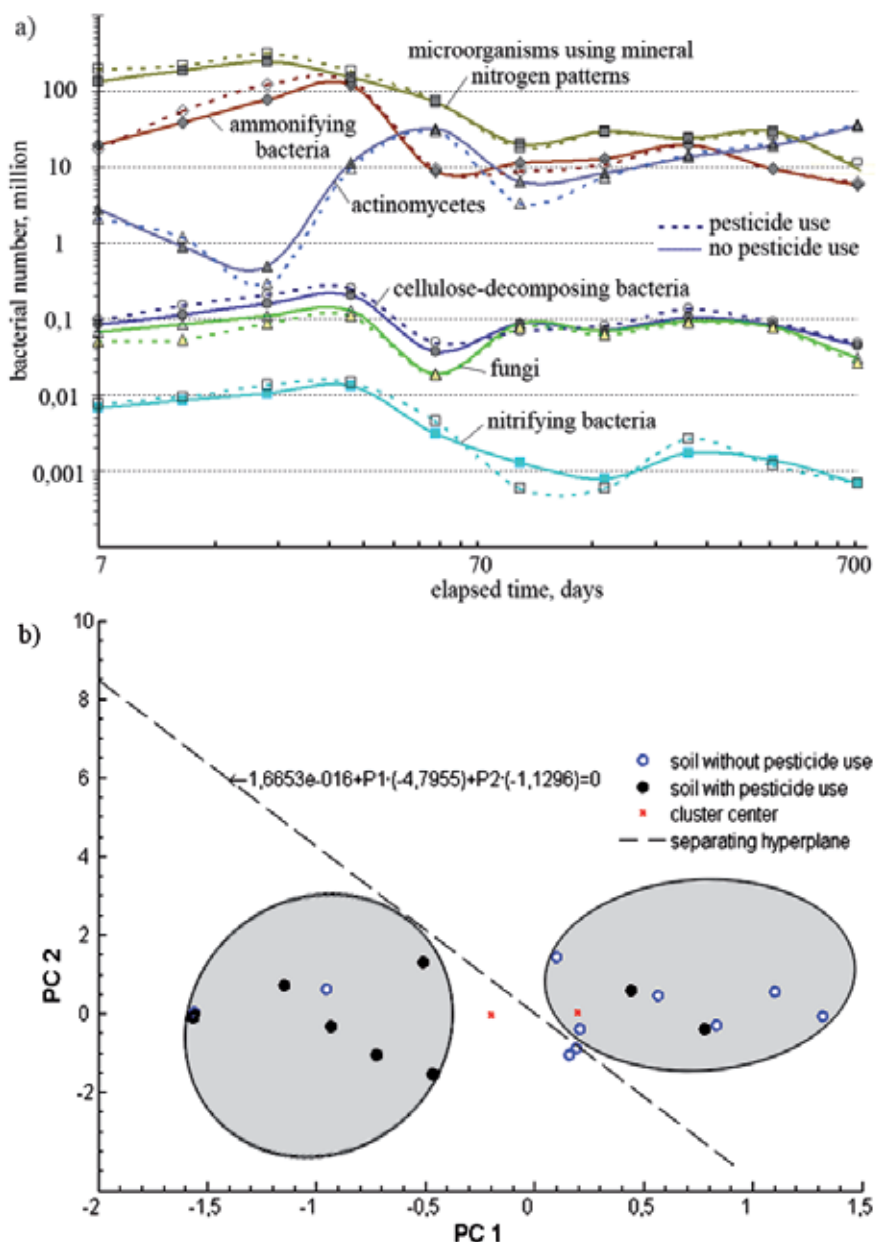 a)
microorganisms using mineral
nitrogen patterns
100
ammonifying
bacteria
10
actinomycetes
pesticide use
no pesticide use
1
cellulose-decomposing bacteria
0,1
fungi
0,01
nitrifying bacteria
0,001
bacterial number, million
7
70
700
elapsed time, days
b)
10
8
6
4
2
0
-2
PC 2
1,6653e-016+P1·(-4,7955)+P2·(-1,1296)=0
soil without pesticide use
soil with pesticide use
cluster center
separating hyperplane
-2
-1,5
-1
-0,5
0
0,5
1
1,5
PC 1